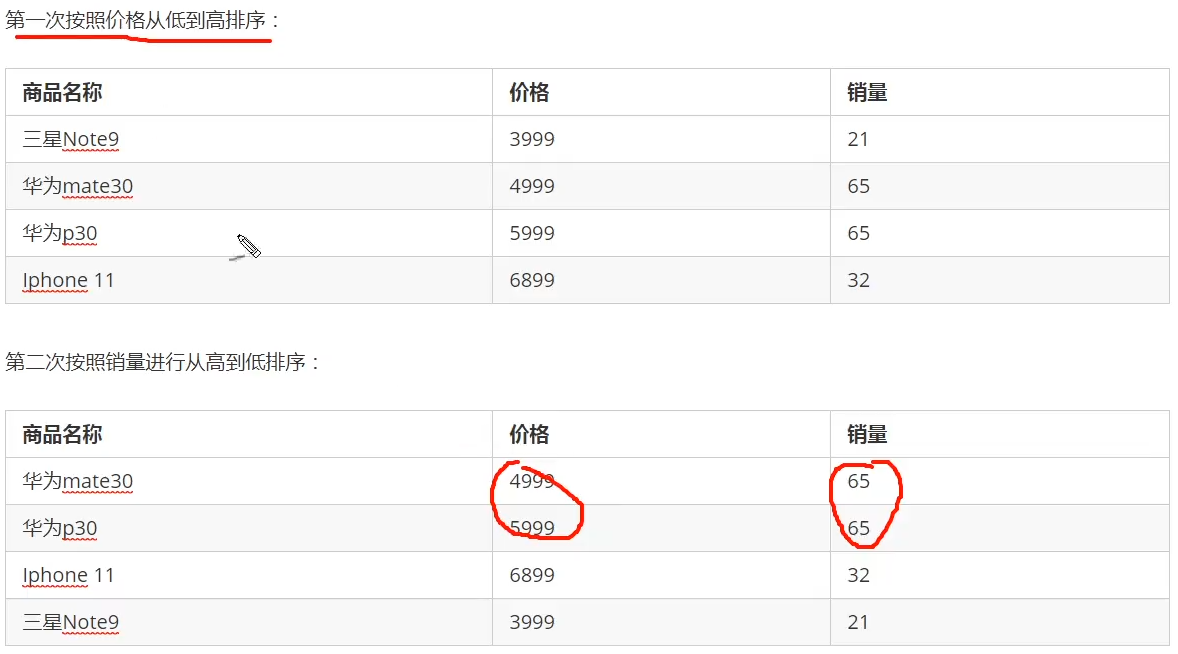 第一次按照价格从低到高排序：
商品名称 价格 销量
三星Note9 3999 21
华为mate30 4999 65
华为p30 5999 65
Iphone 11 6899 32
第二次按照销量进行从高到低排序：
商品名称 价格 销量
华为mate30 4999 65
华为p30 5999 65
Iphone 11 6899 32
三星Note9 3999 21